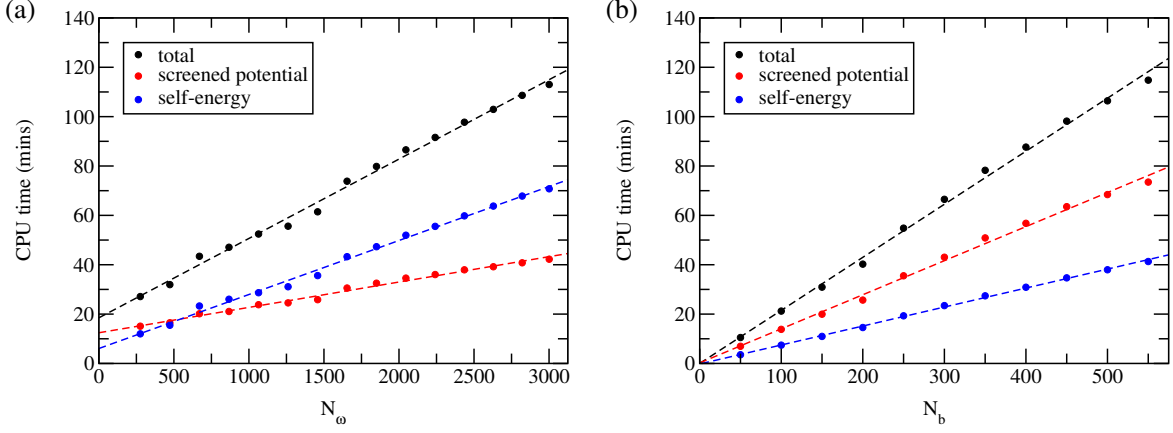 (a)
140
120
100
80
60
40
20
0
CPU time (mins)
total
screened potential
self-energy
0 500 1000 1500 2000 2500 3000
N_ω
(b)
140
120
100
80
60
40
20
0
CPU time (mins)
total
screened potential
self-energy
0 100 200 300 400 500
N_b